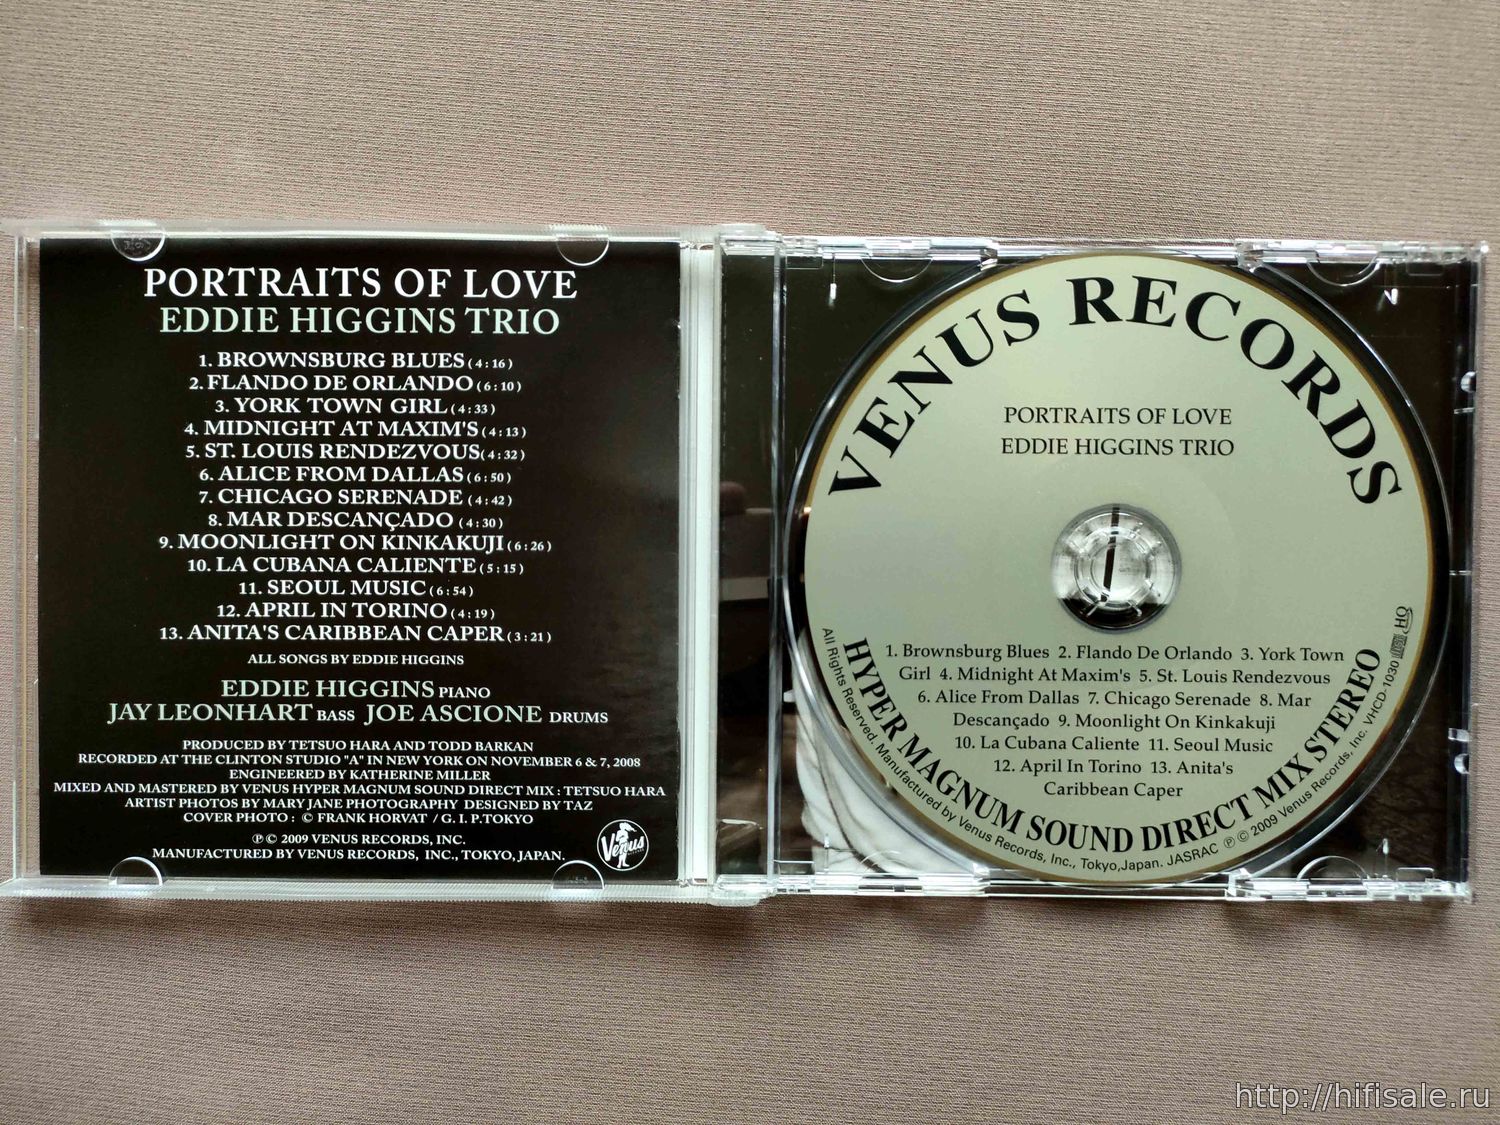 PORTRAITS OF LOVE
EDDIE HIGGINS TRIO
1. BROWNSBURG BLUES (4:16)
2. FLANDO DE ORLANDO (6:10)
3. YORK TOWN GIRL (4:33)
4. MIDNIGHT AT MAXIM'S (4:13)
5. ST. LOUIS RENDEZVOUS (4:32)
6. ALICE FROM DALLAS (6:50)
7. CHICAGO SERENADE (4:42)
8. MAR DESCANÇADO (4:30)
9. MOONLIGHT ON KINKAKUJI (6:26)
10. LA CUBANA CALIENTE (5:15)
11. SEOUL MUSIC (6:54)
12. APRIL IN TORINO (4:19)
13. ANITA'S CARIBBEAN CAPER (3:21)
ALL SONGS BY EDDIE HIGGINS
EDDIE HIGGINS PIANO
JAY LEONHART BASS JOE ASCIONE DRUMS
PRODUCED BY TETSUO HARA AND TODD BARKAN
RECORDED AT THE CLINTON STUDIO "A" IN NEW YORK ON NOVEMBER 6 & 7, 2008
ENGINEERED BY KATHERINE MILLER
MIXED AND MASTERED BY VENUS HYPER MAGNUM SOUND DIRECT MIX : TETSUO HARA
ARTIST PHOTOS BY MARY JANE PHOTOGRAPHY DESIGNED BY TAZ
COVER PHOTO : © FRANK HORVAT / G. I. P. TOKYO
℗ © 2009 VENUS RECORDS, INC.
MANUFACTURED BY VENUS RECORDS, INC., TOKYO, JAPAN.
Venus
VENUS RECORDS
PORTRAITS OF LOVE
EDDIE HIGGINS TRIO
1. Brownsburg Blues 2. Flando De Orlando 3. York Town
Girl 4. Midnight At Maxim's 5. St. Louis Rendezvous
6. Alice From Dallas 7. Chicago Serenade 8. Mar
Descançado 9. Moonlight On Kinkakuji
10. La Cubana Caliente 11. Seoul Music
12. April In Torino 13. Anita's
Caribbean Caper
HYPER MAGNUM SOUND DIRECT MIX STEREO
All Rights Reserved. Manufactured by Venus Records, Inc., Tokyo, Japan. JASRAC ℗ © 2009 Venus Records, Inc. VHCD-1030
HQ
http://hifisale.ru